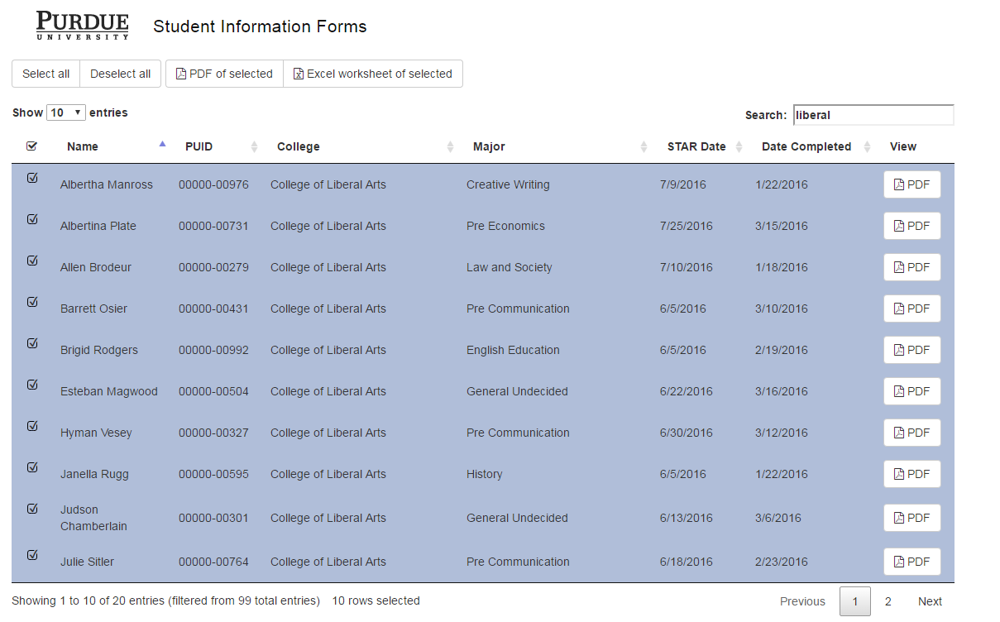 PURDUE
UNIVERSITY
Student Information Forms
Select all Deselect all PDF of selected Excel worksheet of selected
Show 10 entries
Search: liberal
Name PUID College Major STAR Date Date Completed View
Albertha Manross 00000-00976 College of Liberal Arts Creative Writing 7/9/2016 1/22/2016 PDF
Albertina Plate 00000-00731 College of Liberal Arts Pre Economics 7/25/2016 3/15/2016 PDF
Allen Brodeur 00000-00279 College of Liberal Arts Law and Society 7/10/2016 1/18/2016 PDF
Barrett Osier 00000-00431 College of Liberal Arts Pre Communication 6/5/2016 3/10/2016 PDF
Brigid Rodgers 00000-00992 College of Liberal Arts English Education 6/5/2016 2/19/2016 PDF
Esteban Magwood 00000-00504 College of Liberal Arts General Undecided 6/22/2016 3/16/2016 PDF
Hyman Vesey 00000-00327 College of Liberal Arts Pre Communication 6/30/2016 3/12/2016 PDF
Janella Rugg 00000-00595 College of Liberal Arts History 6/5/2016 1/22/2016 PDF
Judson
Chamberlain 00000-00301 College of Liberal Arts General Undecided 6/13/2016 3/6/2016 PDF
Julie Sitler 00000-00764 College of Liberal Arts Pre Communication 6/18/2016 2/23/2016 PDF
Showing 1 to 10 of 20 entries (filtered from 99 total entries) 10 rows selected
Previous 1 2 Next